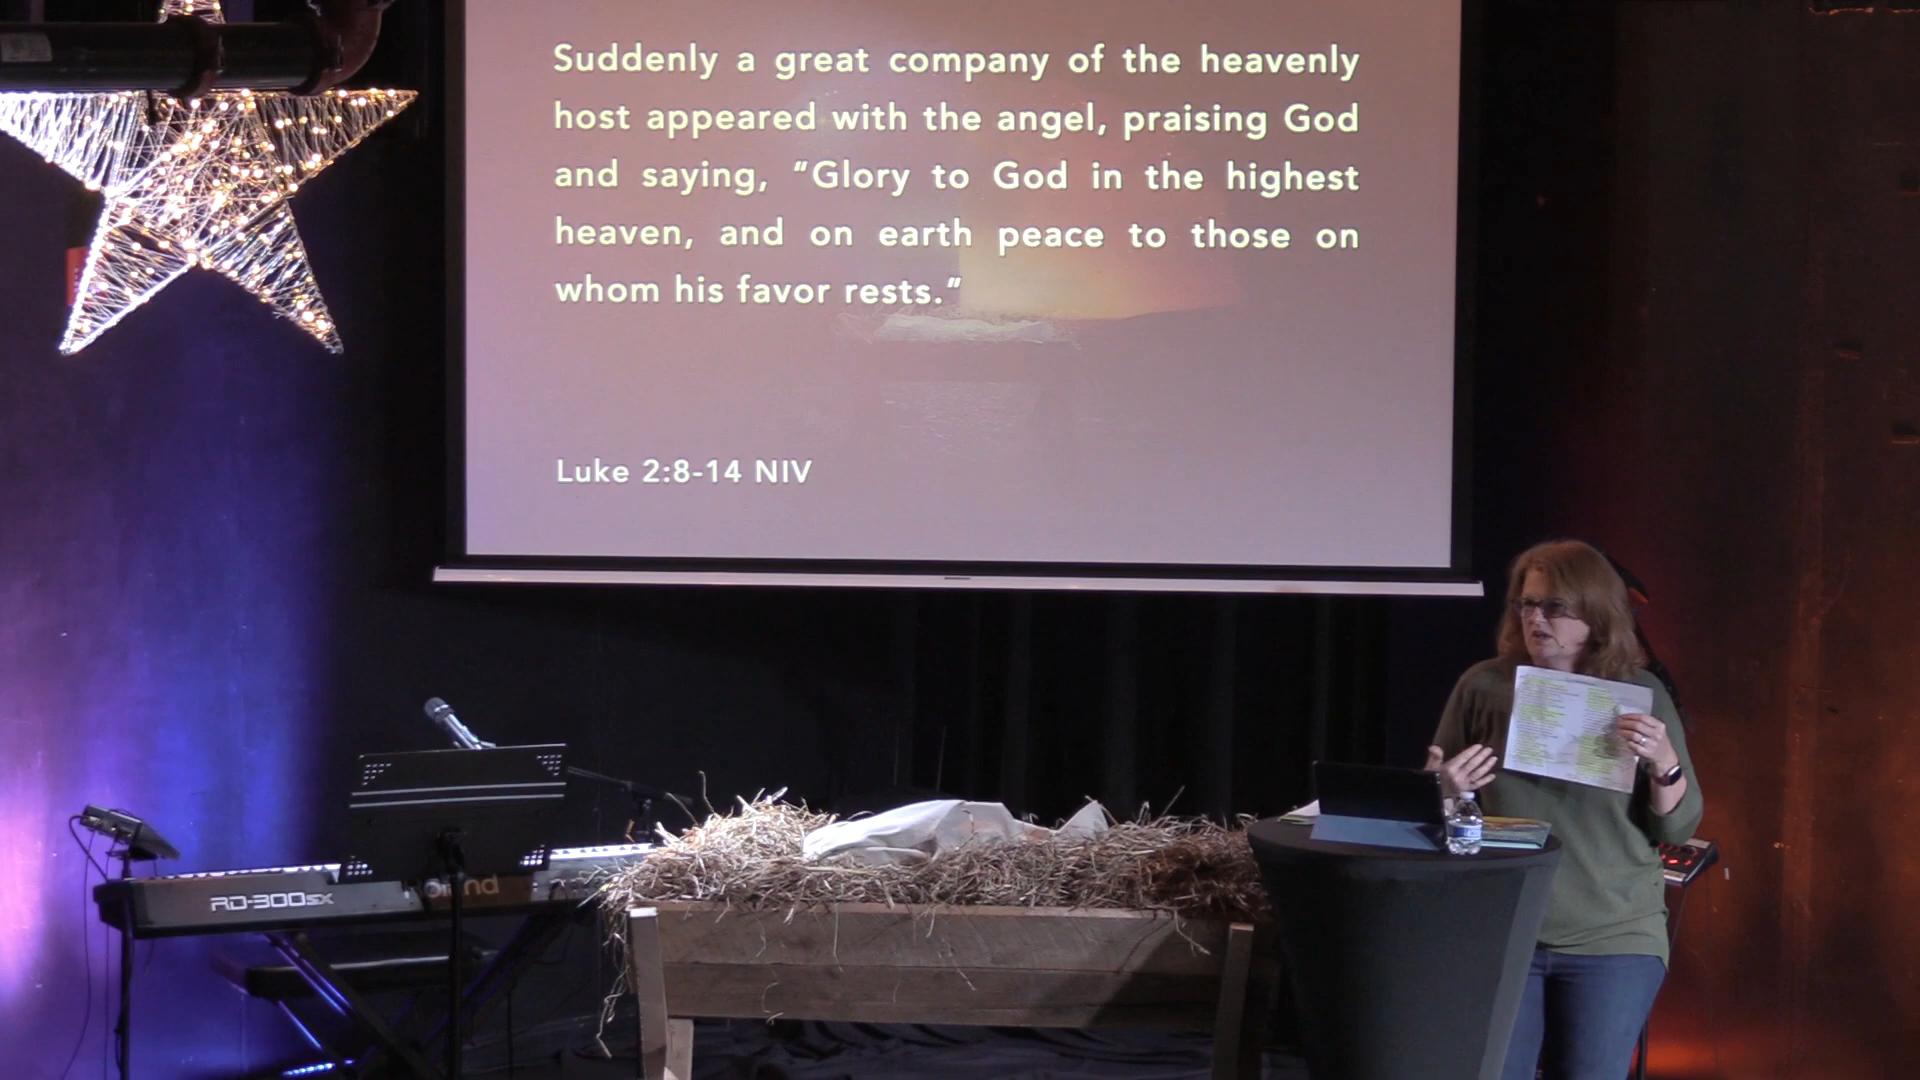 Suddenly a great company of the heavenly
host appeared with the angel, praising God
and saying, “Glory to God in the highest
heaven, and on earth peace to those on
whom his favor rests.”
Luke 2:8-14 NIV
RD-300SX
Roland